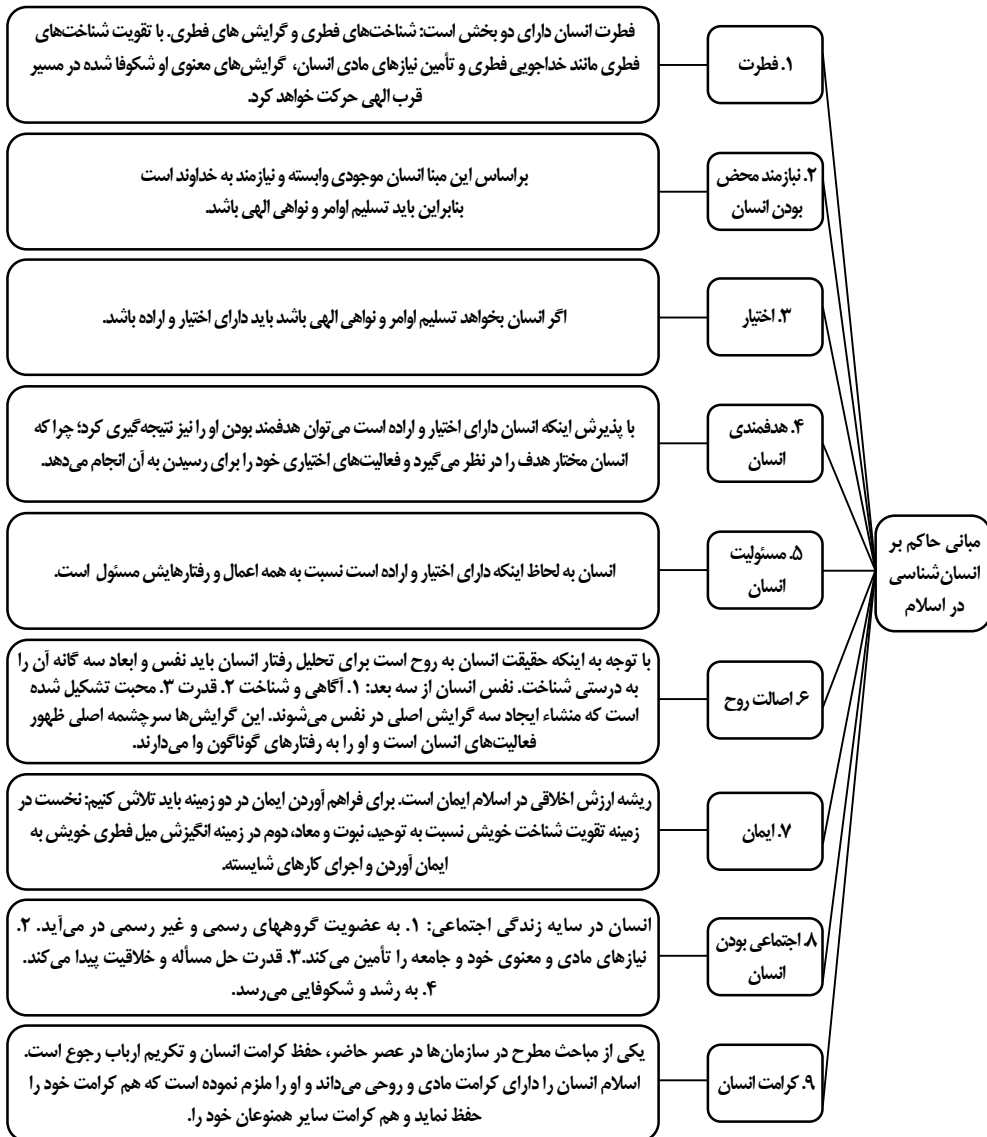 مبانی حاکم بر
انسان‌شناسی
در اسلام
۱. فطرت
فطرت انسان دارای دو بخش است: شناخت‌های فطری و گرایش های فطری. با تقویت شناخت‌های
فطری مانند خداجویی فطری و تأمین نیازهای مادی انسان، گرایش‌های معنوی او شکوفا شده در مسیر
قرب الهی حرکت خواهد کرد.
۲. نیازمند محض
بودن انسان
براساس این مبنا انسان موجودی وابسته و نیازمند به خداوند است
بنابراین باید تسلیم اوامر و نواهی الهی باشد.
۳. اختیار
اگر انسان بخواهد تسلیم اوامر و نواهی الهی باشد باید دارای اختیار و اراده باشد.
۴. هدفمندی
انسان
با پذیرش اینکه انسان دارای اختیار و اراده است می‌توان هدفمند بودن او را نیز نتیجه‌گیری کرد؛ چرا که
انسان مختار هدف را در نظر می‌گیرد و فعالیت‌های اختیاری خود را برای رسیدن به آن انجام می‌دهد.
۵. مسئولیت
انسان
انسان به لحاظ اینکه دارای اختیار و اراده است نسبت به همه اعمال و رفتارهایش مسئول است.
۶. اصالت روح
با توجه به اینکه حقیقت انسان به روح است برای تحلیل رفتار انسان باید نفس و ابعاد سه گانه آن را
به درستی شناخت. نفس انسان از سه بعد: ۱. آگاهی و شناخت ۲. قدرت ۳. محبت تشکیل شده
است که منشاء ایجاد سه گرایش اصلی در نفس می‌شوند. این گرایش‌ها سرچشمه اصلی ظهور
فعالیت‌های انسان است و او را به رفتارهای گوناگون وا می‌دارند.
۷. ایمان
ریشه ارزش اخلاقی در اسلام ایمان است. برای فراهم آوردن ایمان در دو زمینه باید تلاش کنیم: نخست در
زمینه تقویت شناخت خویش نسبت به توحید، نبوت و معاد، دوم در زمینه انگیزش میل فطری خویش به
ایمان آوردن و اجرای کارهای شایسته.
۸. اجتماعی بودن
انسان
انسان در سایه زندگی اجتماعی: ۱. به عضویت گروههای رسمی و غیر رسمی در می‌آید. ۲.
نیازهای مادی و معنوی خود و جامعه را تأمین می‌کند.۳. قدرت حل مسأله و خلاقیت پیدا می‌کند.
۴. به رشد و شکوفایی می‌رسد.
۹. کرامت انسان
یکی از مباحث مطرح در سازمان‌ها در عصر حاضر، حفظ کرامت انسان و تکریم ارباب رجوع است.
اسلام انسان را دارای کرامت مادی و روحی می‌داند و او را ملزم نموده است که هم کرامت خود را
حفظ نماید و هم کرامت سایر همنوعان خود را.